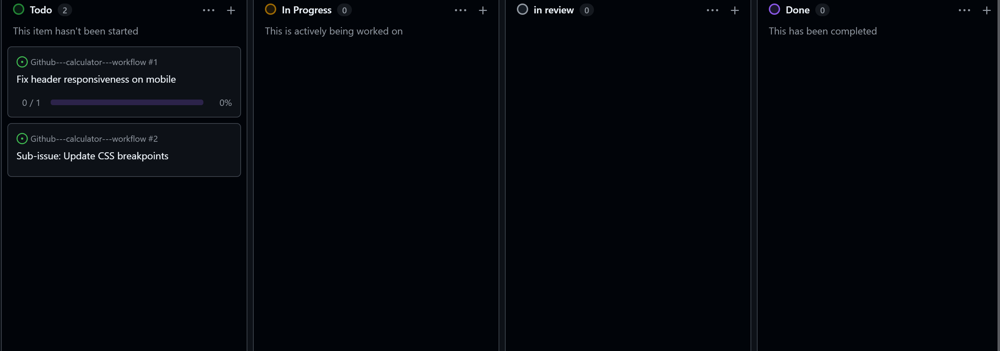 Todo 2
This item hasn't been started
Github---calculator---workflow #1
Fix header responsiveness on mobile
0 / 1 0%
Github---calculator---workflow #2
Sub-issue: Update CSS breakpoints
In Progress 0
This is actively being worked on
in review 0
Done 0
This has been completed